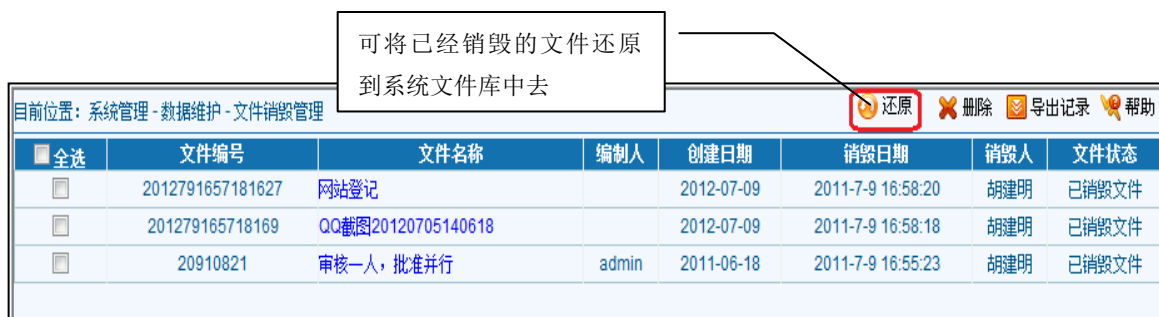 可将已经销毁的文件还原
到系统文件库中去
目前位置：系统管理-数据维护-文件销毁管理 还原 删除 导出记录 帮助
全选 文件编号 文件名称 编制人 创建日期 销毁日期 销毁人 文件状态
2012791657181627 网站登记 2012-07-09 2011-7-9 16:58:20 胡建明 已销毁文件
201279165718169 QQ截图20120705140618 2012-07-09 2011-7-9 16:58:18 胡建明 已销毁文件
20910821 审核一人，批准并行 admin 2011-06-18 2011-7-9 16:55:23 胡建明 已销毁文件